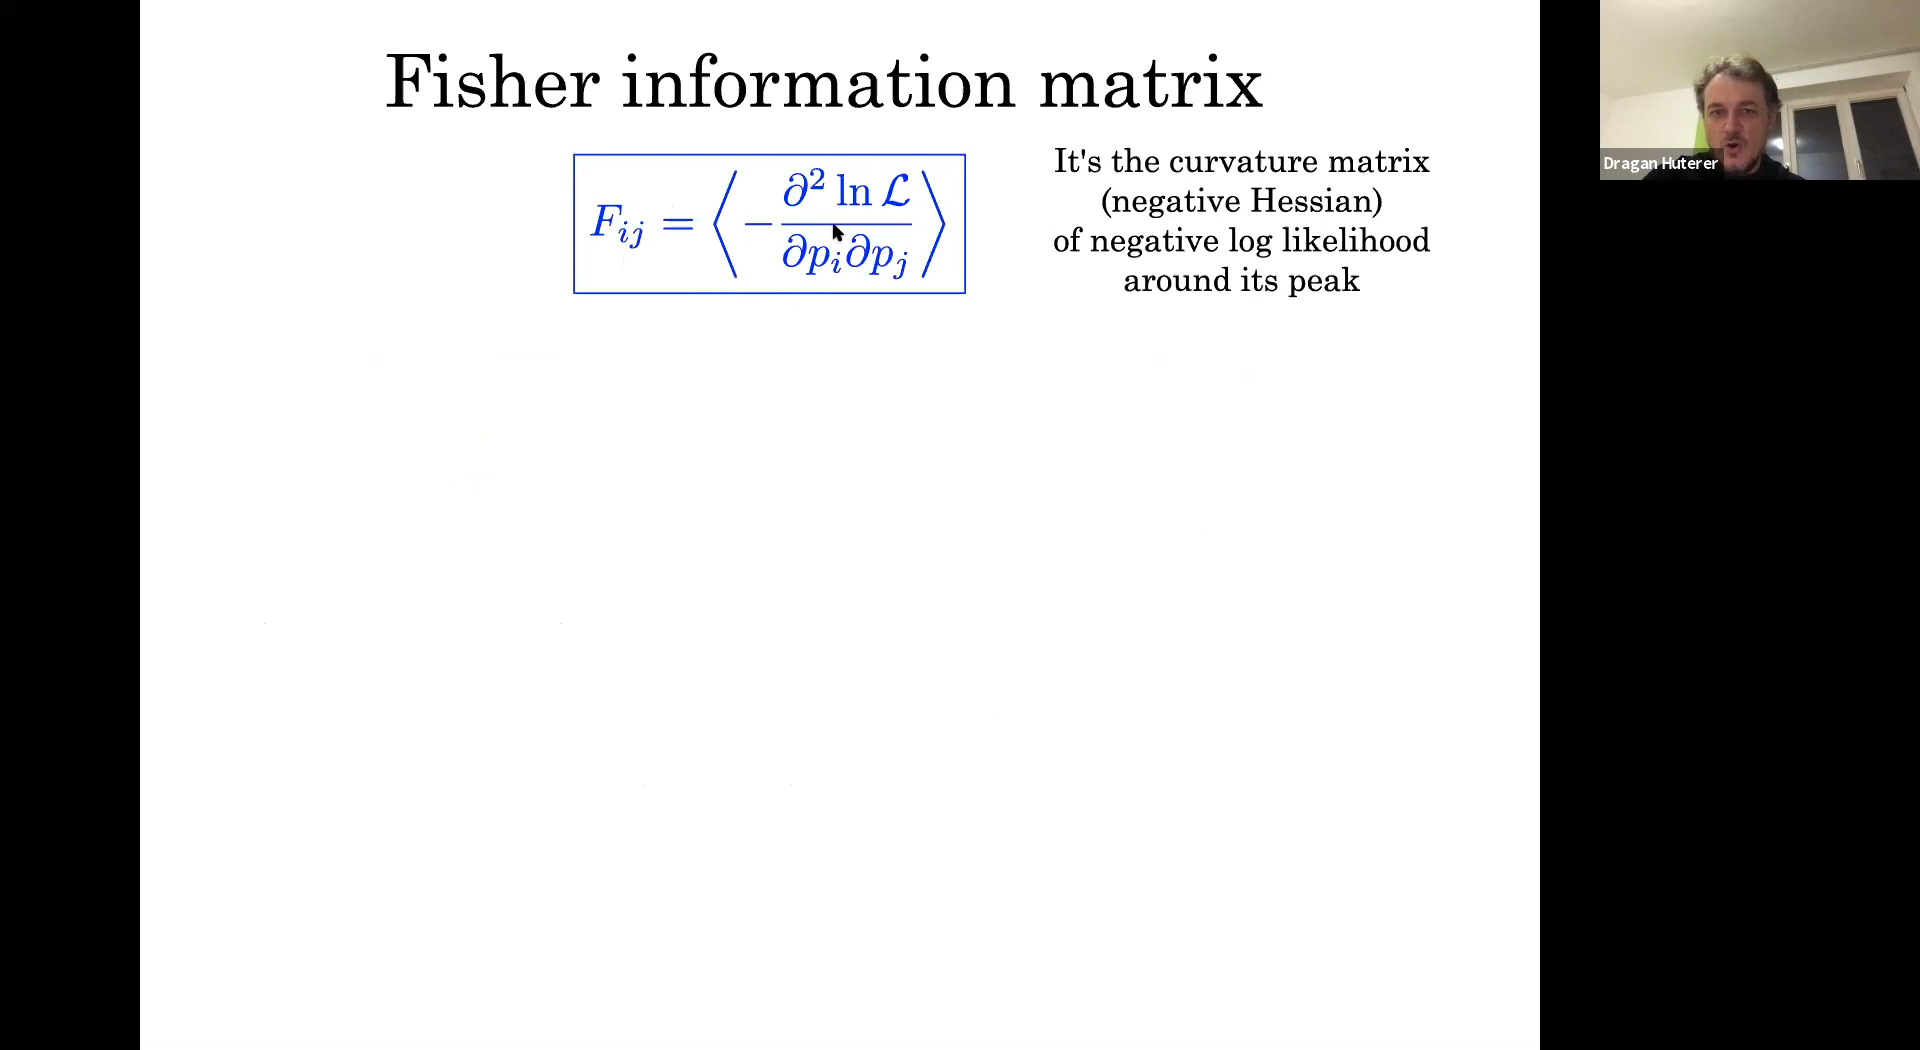 Fisher information matrix
F_{ij} = \left\langle -\frac{\partial^2 \ln \mathcal{L}}{\partial p_i \partial p_j} \right\rangle
It's the curvature matrix
(negative Hessian)
of negative log likelihood
around its peak
Dragan Huterer